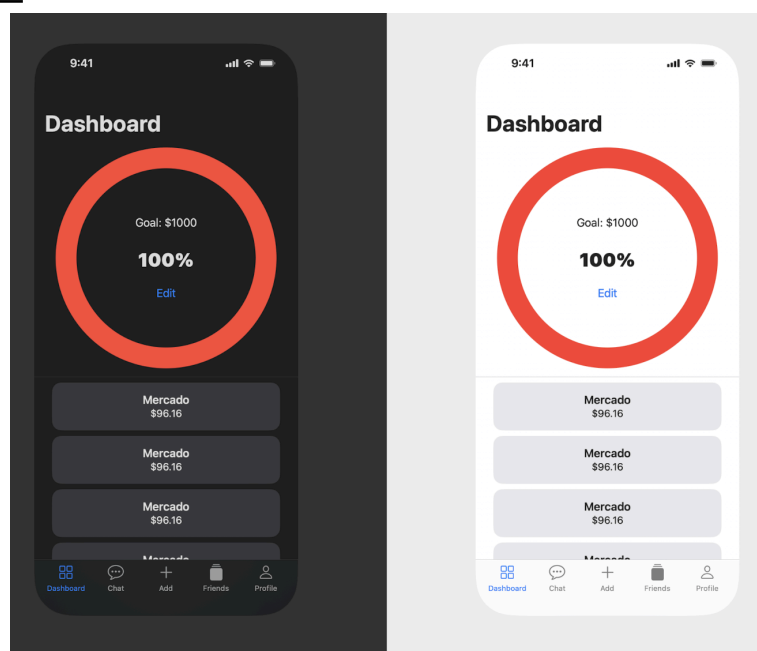 9:41
Dashboard
Goal: $1000
100%
Edit
Mercado
$96.16
Mercado
$96.16
Mercado
$96.16
Mercado
Dashboard Chat Add Friends Profile
9:41
Dashboard
Goal: $1000
100%
Edit
Mercado
$96.16
Mercado
$96.16
Mercado
$96.16
Mercado
Dashboard Chat Add Friends Profile